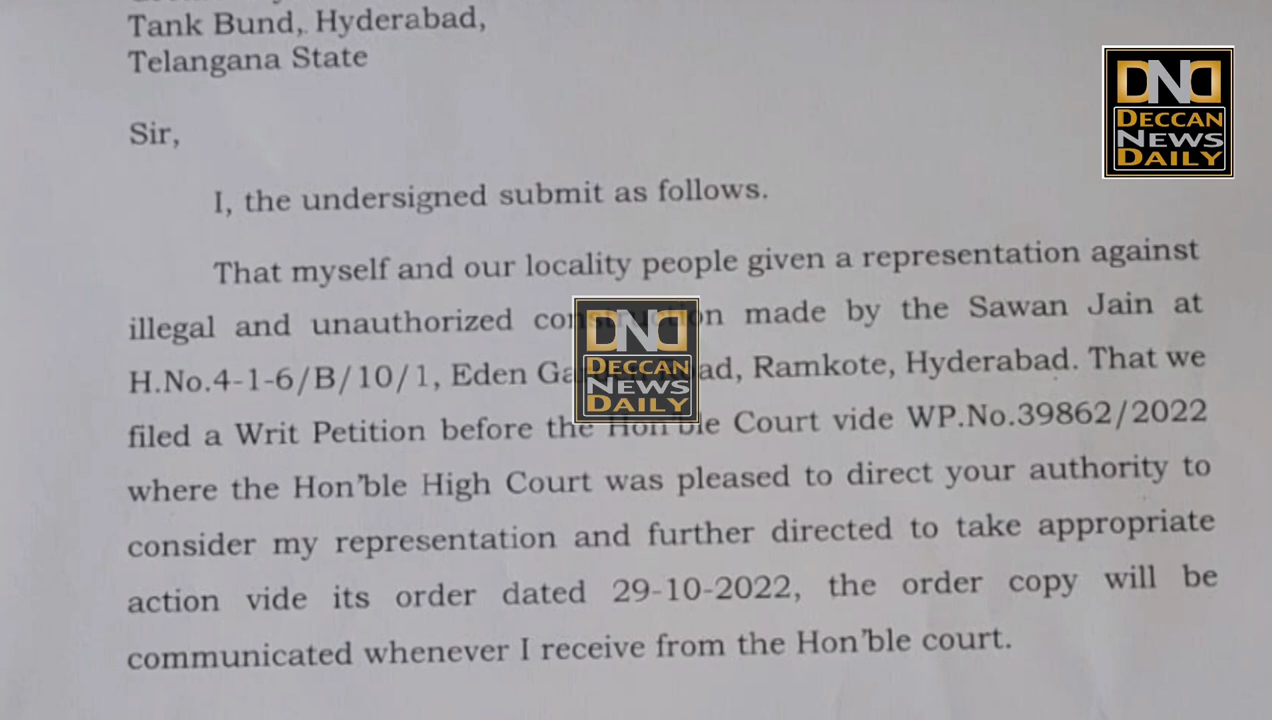 Tank Bund, Hyderabad,
Telangana State
DND
DECCAN
NEWS
DAILY
Sir,
I, the undersigned submit as follows.
That myself and our locality people given a representation against
illegal and unauthorized construction made by the Sawan Jain at
H.No.4-1-6/B/10/1, Eden Ramkote, Hyderabad. That we
filed a Writ Petition before the Hon'ble Court vide WP.No.39862/2022
where the Hon'ble High Court was pleased to direct your authority to
consider my representation and further directed to take appropriate
action vide its order dated 29-10-2022, the order copy will be
communicated whenever I receive from the Hon'ble court.
DND
DECCAN
NEWS
DAILY